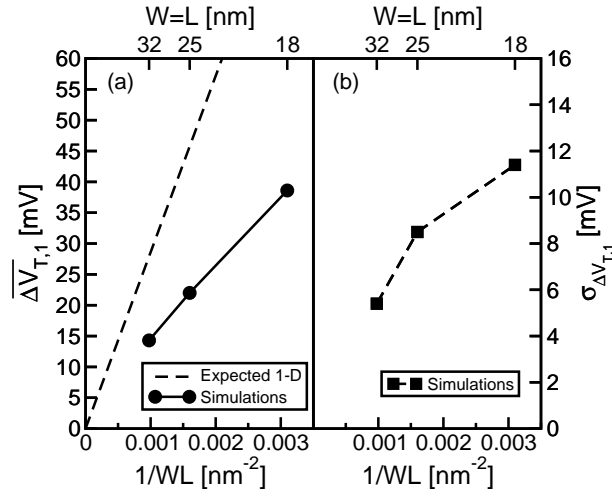 W=L [nm]
W=L [nm]
32 25 18
32 25 18
(a)
(b)
60
55
50
45
40
35
30
25
20
15
10
5
0
ΔV_T,1 [mV]
Expected 1-D
Simulations
Simulations
16
14
12
10
8
6
4
2
0
σ_ΔV_T,1 [mV]
0 0.001 0.002 0.003
0.001 0.002 0.003
1/WL [nm⁻²]
1/WL [nm⁻²]